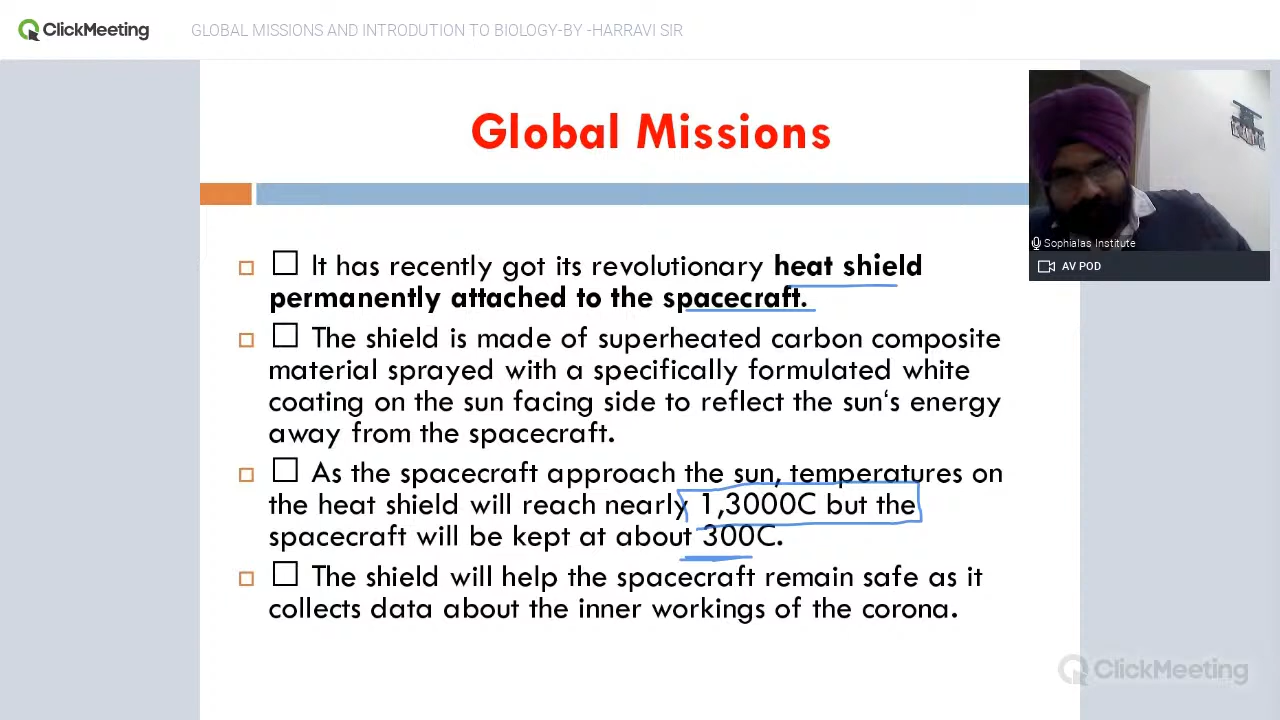 ClickMeeting
GLOBAL MISSIONS AND INTRODUTION TO BIOLOGY-BY -HARRAVI SIR
Global Missions
It has recently got its revolutionary heat shield
permanently attached to the spacecraft.
The shield is made of superheated carbon composite
material sprayed with a specifically formulated white
coating on the sun facing side to reflect the sun‘s energy
away from the spacecraft.
As the spacecraft approach the sun, temperatures on
the heat shield will reach nearly 1,3000C but the
spacecraft will be kept at about 300C.
The shield will help the spacecraft remain safe as it
collects data about the inner workings of the corona.
Sophialas Institute
AV POD
ClickMeeting